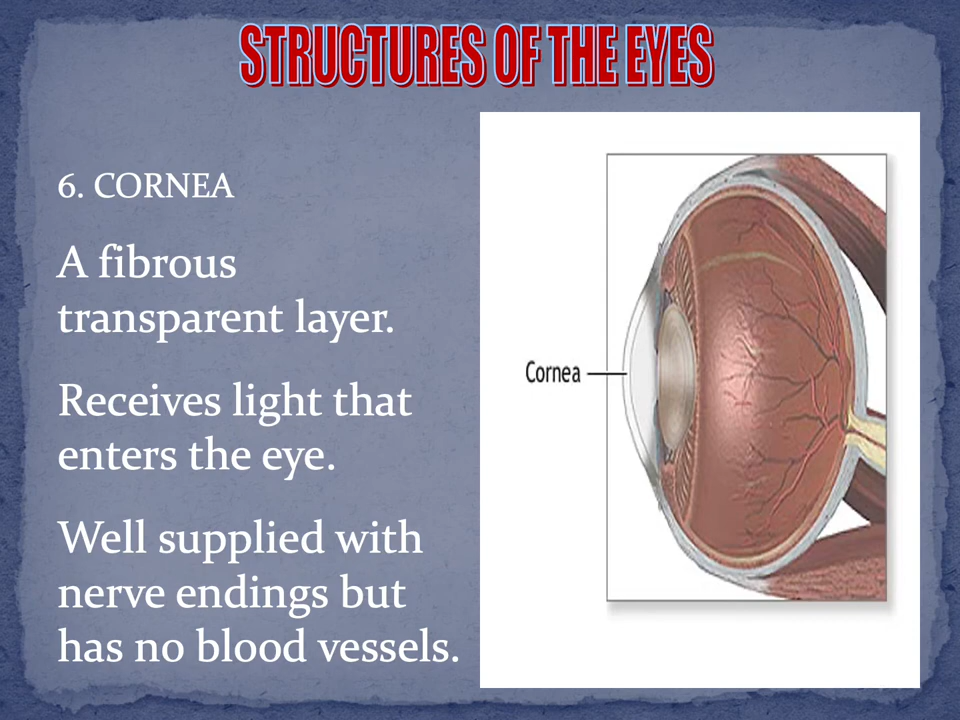 STRUCTURES OF THE EYES
6. CORNEA
A fibrous
transparent layer.
Receives light that
enters the eye.
Well supplied with
nerve endings but
has no blood vessels.
Cornea